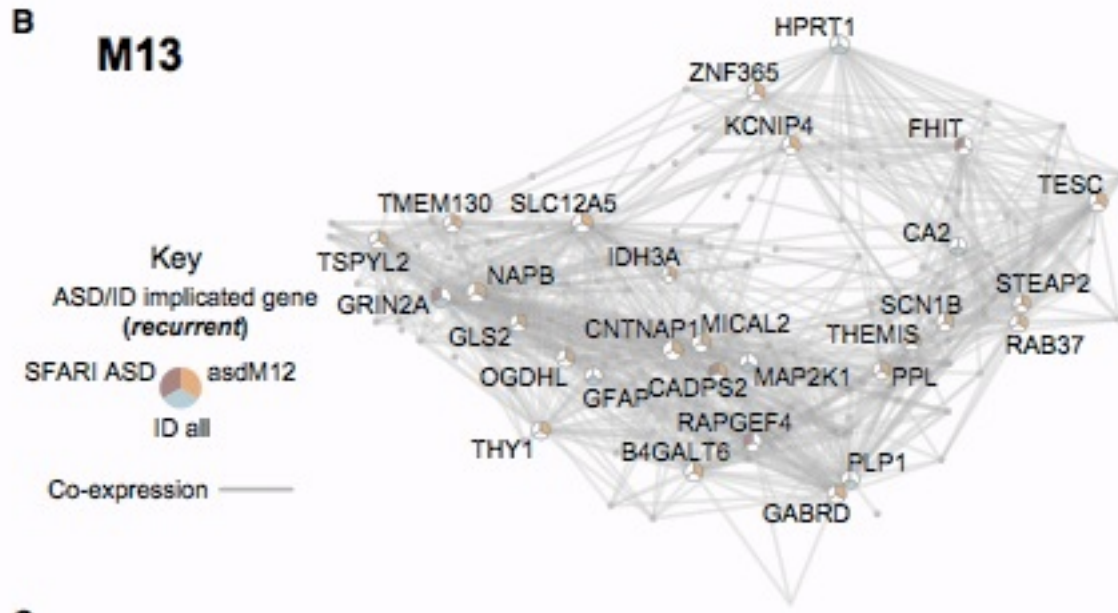 B
M13
HPRT1
ZNF365
KCNIP4
FHIT
TESC
TMEM130
SLC12A5
CA2
TSPYL2
IDH3A
NAPB
STEAP2
GRIN2A
SCN1B
GLS2
CNTNAP1
MICAL2
THEMIS
RAB37
OGDHL
GFAP
CADPS2
MAP2K1
PPL
RAPGEF4
THY1
B4GALT6
PLP1
GABRD
Key
ASD/ID implicated gene
(recurrent)
SFARI ASD
asdM12
ID all
Co-expression